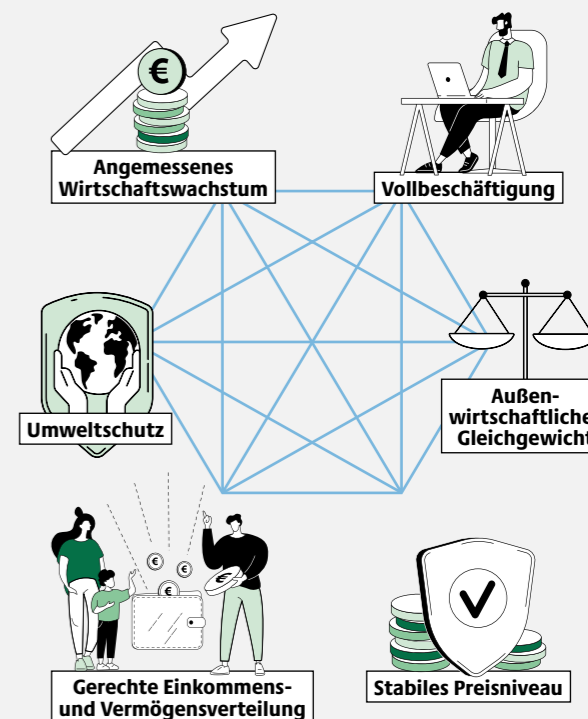 €
Angemessenes
Wirtschaftswachstum
Vollbeschäftigung
Umweltschutz
Außen-
wirtschaftliche
Gleichgewicht
€
€
€
€
Gerechte Einkommens-
und Vermögensverteilung
Stabiles Preisniveau